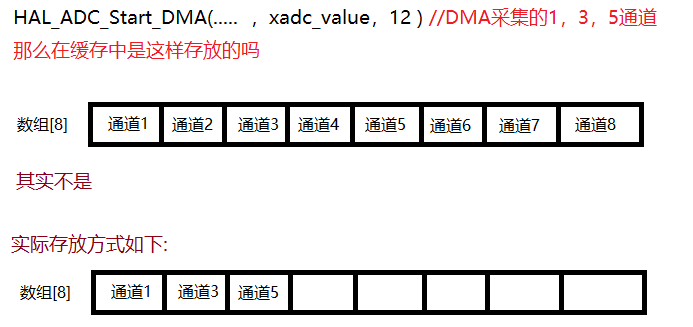 HAL_ADC_Start_DMA(..... ，xadc_value，12 ) //DMA采集的1，3，5通道
那么在缓存中是这样存放的吗
数组[8] 通道1 通道2 通道3 通道4 通道5 通道6 通道7 通道8
其实不是
实际存放方式如下:
数组[8] 通道1 通道3 通道5